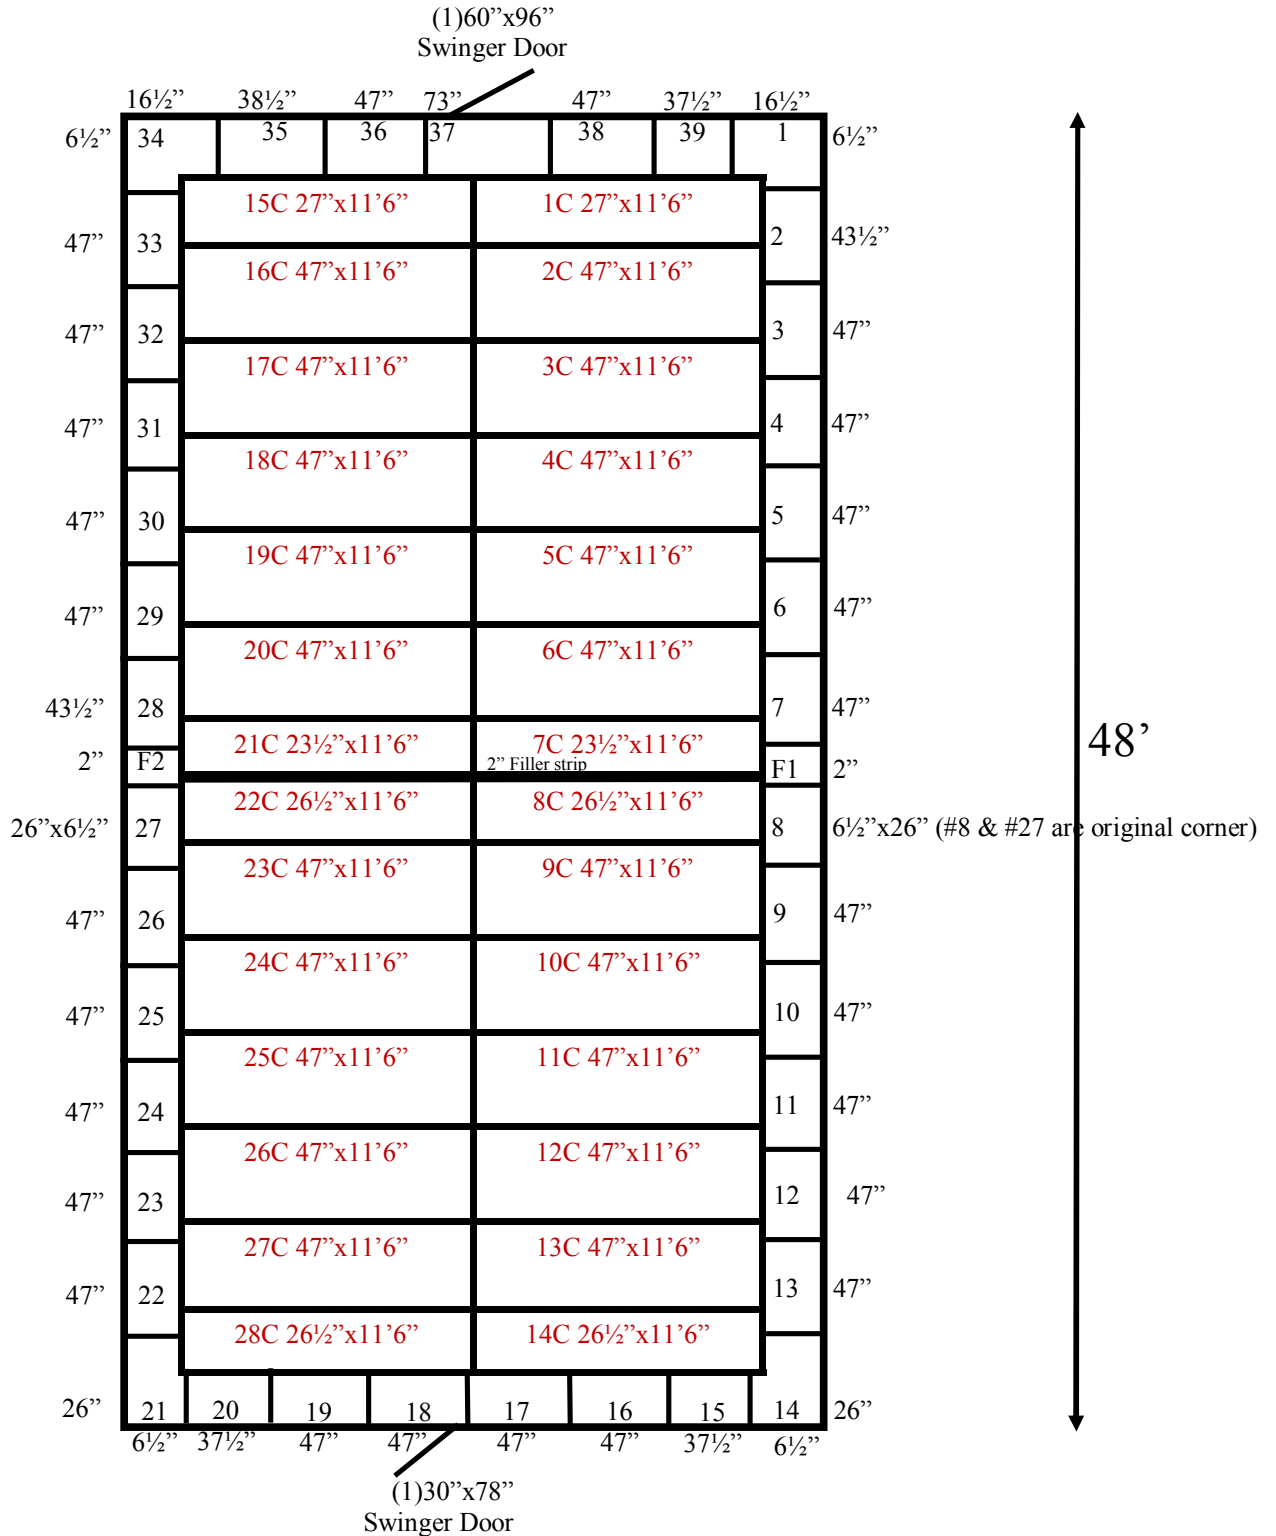 (1)60”x96”
Swinger Door
16½” 38½” 47” 73” 47” 37½” 16½”
6½” 34 35 36 37 38 39 1 6½”
15C 27”x11’6” 1C 27”x11’6”
47” 33 2 43½”
16C 47”x11’6” 2C 47”x11’6”
47” 32 3 47”
17C 47”x11’6” 3C 47”x11’6”
47” 31 4 47”
18C 47”x11’6” 4C 47”x11’6”
47” 30 5 47”
19C 47”x11’6” 5C 47”x11’6”
47” 29 6 47”
20C 47”x11’6” 6C 47”x11’6”
43½” 28 7 47”
21C 23½”x11’6” 7C 23½”x11’6” 48’
2” F2 2” Filler strip F1 2”
22C 26½”x11’6” 8C 26½”x11’6”
26”x6½” 27 8 6½”x26” (#8 & #27 are original corner)
23C 47”x11’6” 9C 47”x11’6”
47” 26 9 47”
24C 47”x11’6” 10C 47”x11’6”
47” 25 10 47”
25C 47”x11’6” 11C 47”x11’6”
47” 24 11 47”
26C 47”x11’6” 12C 47”x11’6”
47” 23 12 47”
27C 47”x11’6” 13C 47”x11’6”
47” 22 13 47”
28C 26½”x11’6” 14C 26½”x11’6”
26” 21 20 19 18 17 16 15 14 26”
6½” 37½” 47” 47” 47” 47” 37½” 6½”
(1)30”x78”
Swinger Door